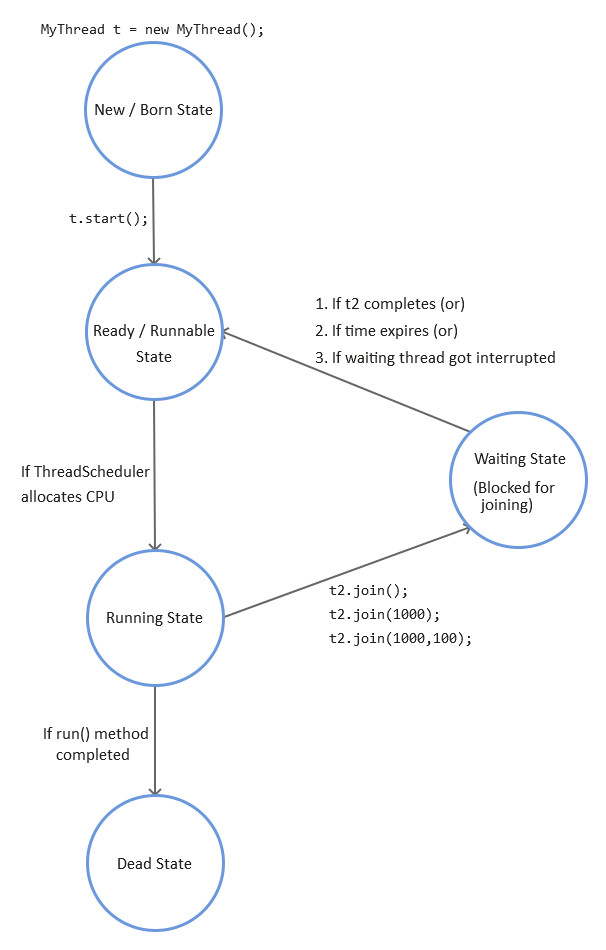 MyThread t = new MyThread();
New / Born State
t.start();
Ready / Runnable
State
1. If t2 completes (or)
2. If time expires (or)
3. If waiting thread got interrupted
If ThreadScheduler
allocates CPU
Waiting State
(Blocked for
joining)
Running State
t2.join();
t2.join(1000);
t2.join(1000,100);
If run() method
completed
Dead State